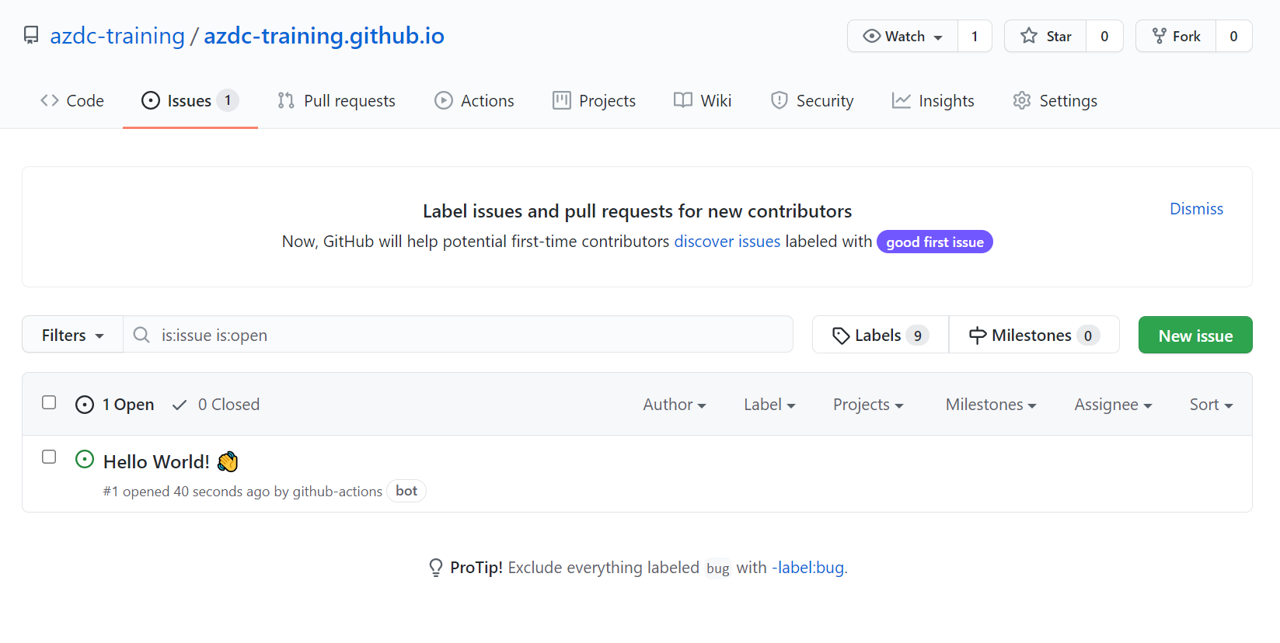 azdc-training / azdc-training.github.io
Watch 1 Star 0 Fork 0
Code Issues 1 Pull requests Actions Projects Wiki Security Insights Settings
Label issues and pull requests for new contributors
Dismiss
Now, GitHub will help potential first-time contributors discover issues labeled with good first issue
Filters is:issue is:open Labels 9 Milestones 0 New issue
1 Open 0 Closed Author Label Projects Milestones Assignee Sort
Hello World! 👋
#1 opened 40 seconds ago by github-actions bot
ProTip! Exclude everything labeled bug with -label:bug.